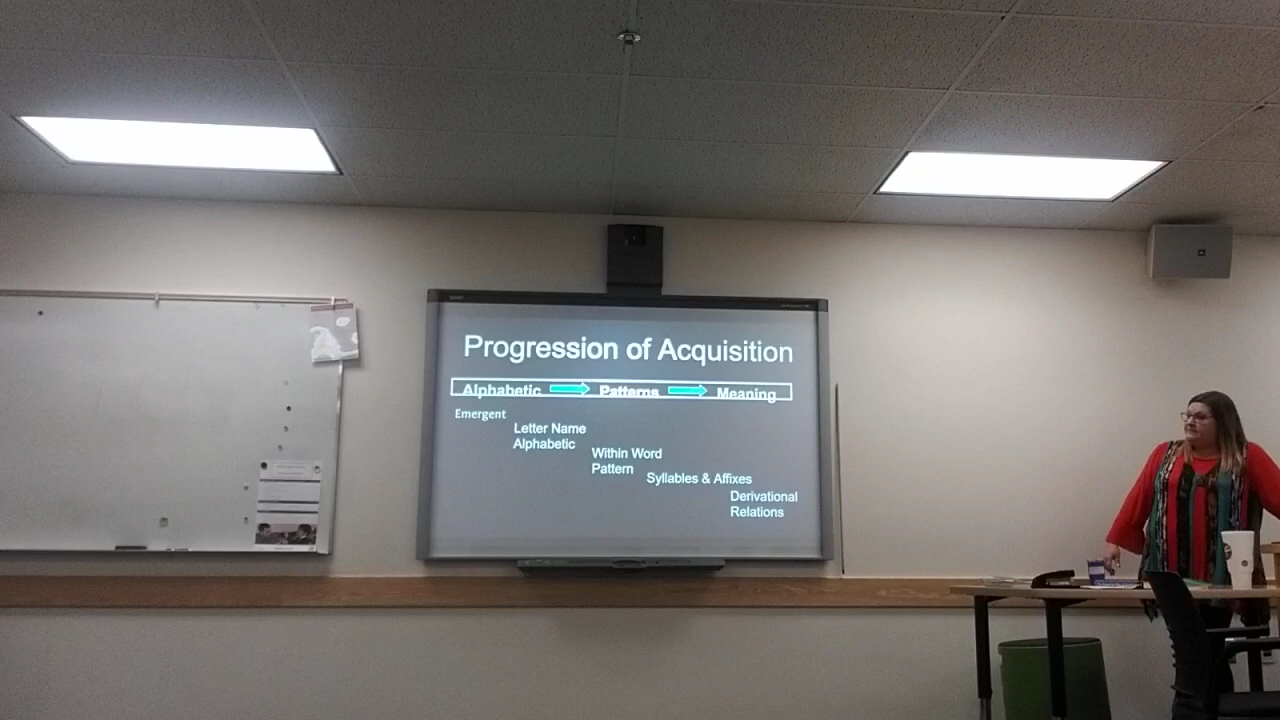 Progression of Acquisition
Alphabetic Patterns Meaning
Emergent
Letter Name
Alphabetic
Within Word
Pattern
Syllables & Affixes
Derivational
Relations